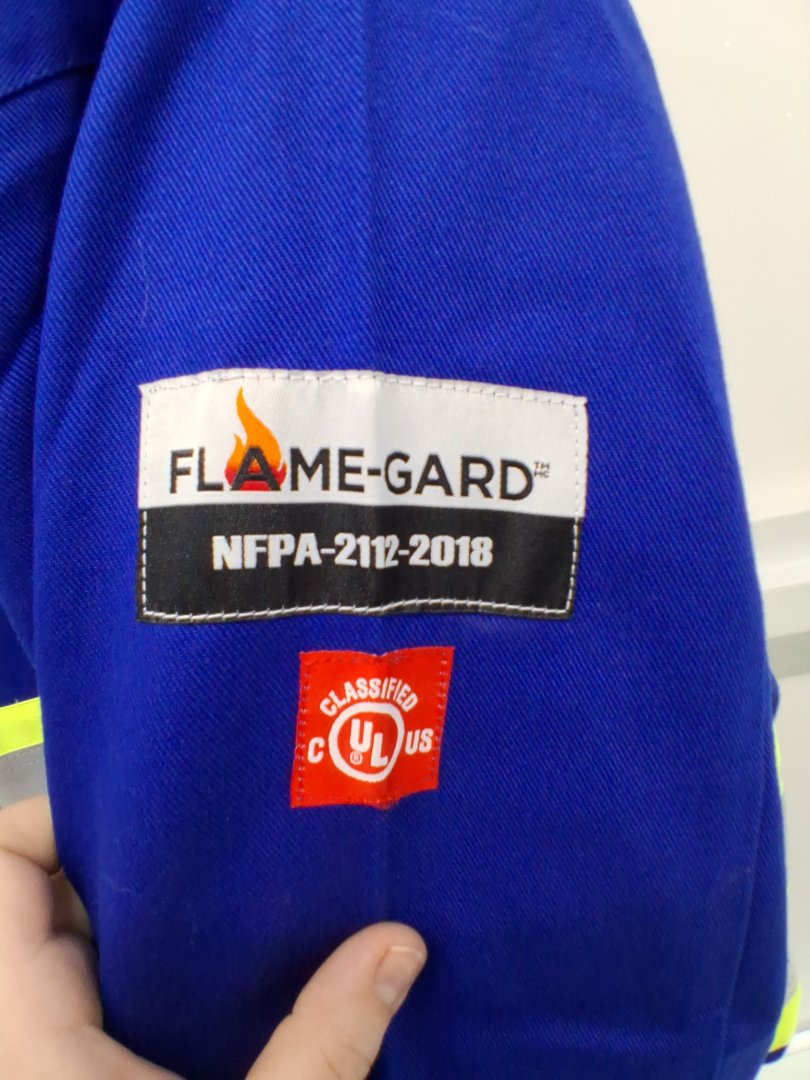 FLAME-GARD™ MC
NFPA-2112-2018
CLASSIFIED
C UL® US